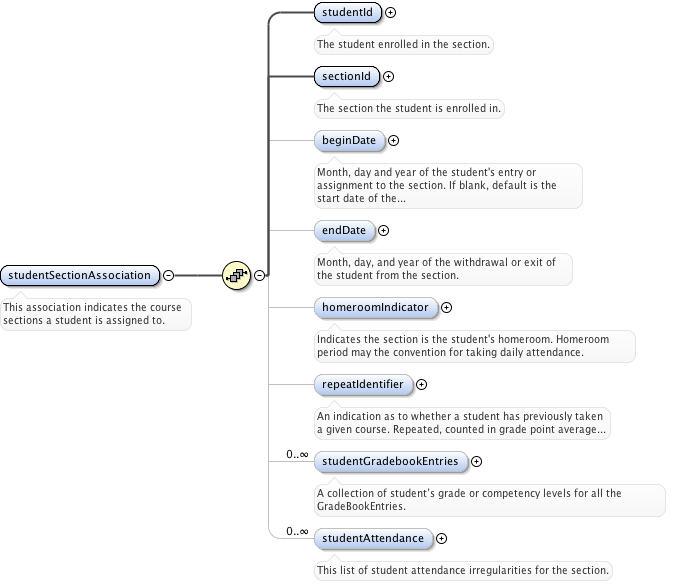 studentId
The student enrolled in the section.
sectionId
The section the student is enrolled in.
beginDate
Month, day and year of the student's entry or
assignment to the section. If blank, default is the
start date of the...
endDate
Month, day, and year of the withdrawal or exit of
the student from the section.
studentSectionAssociation
This association indicates the course
sections a student is assigned to.
homeroomIndicator
Indicates the section is the student's homeroom. Homeroom
period may the convention for taking daily attendance.
repeatIdentifier
An indication as to whether a student has previously taken
a given course. Repeated, counted in grade point average...
0..∞
studentGradebookEntries
A collection of student's grade or competency levels for all the
GradeBookEntries.
0..∞
studentAttendance
This list of student attendance irregularities for the section.